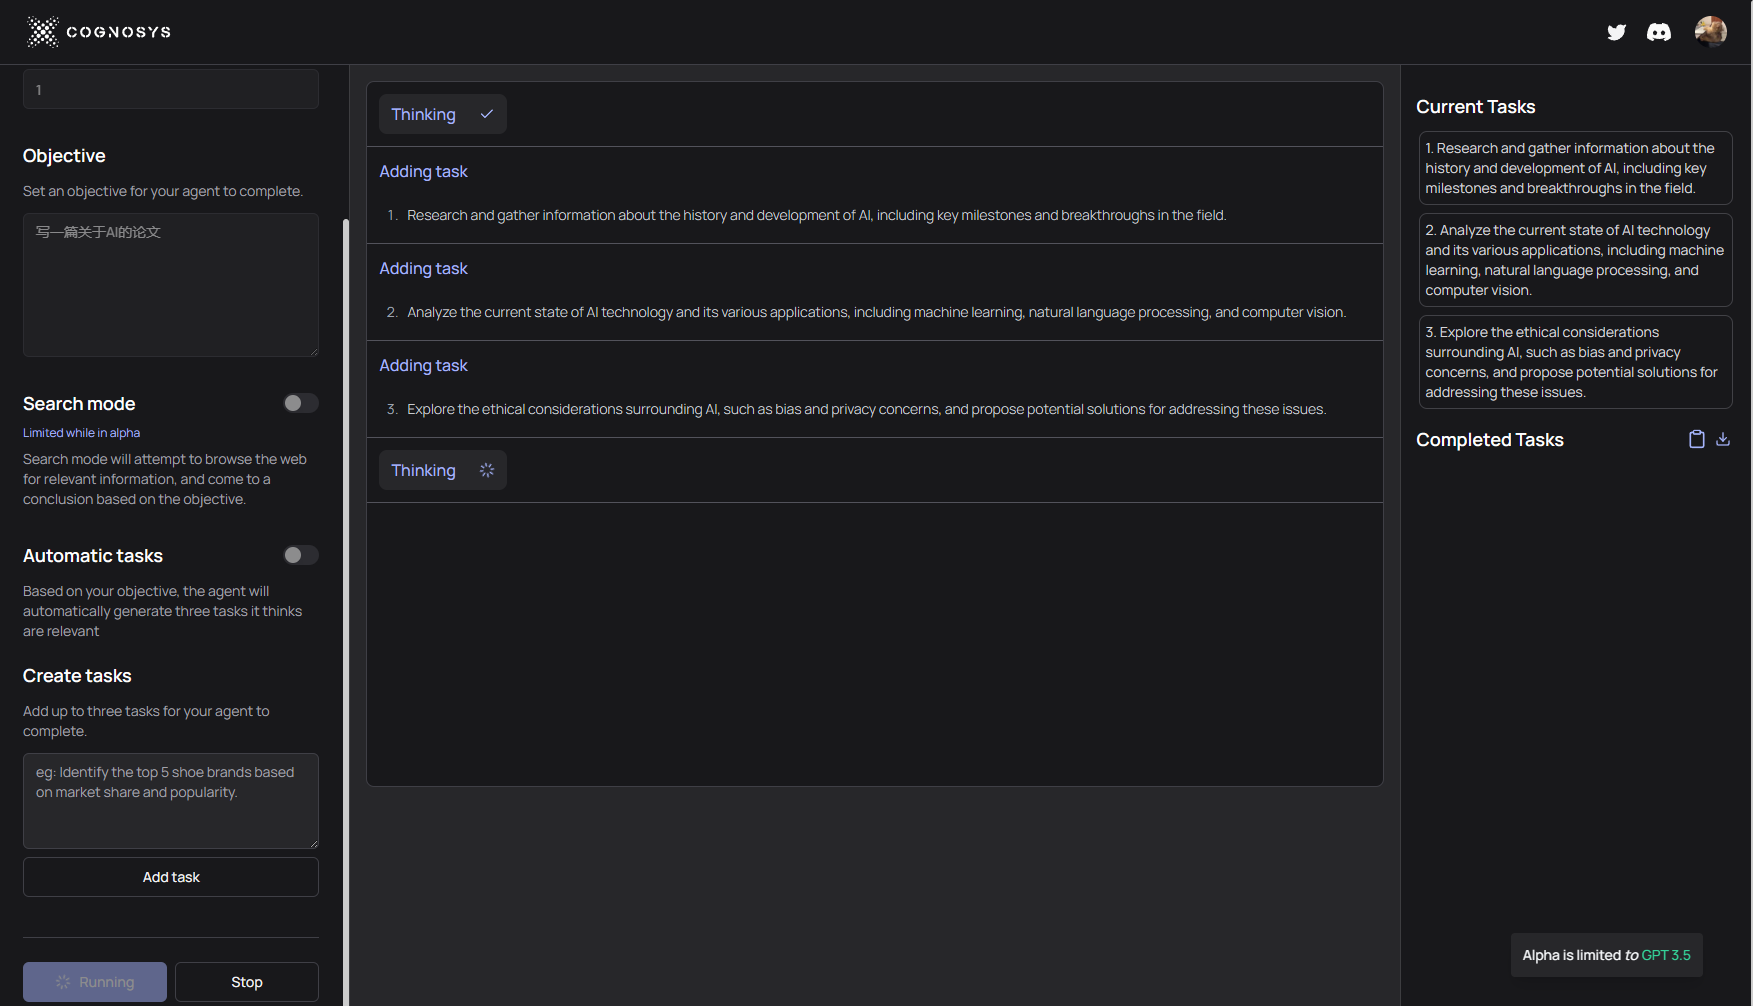 COGNOSYS
1
Objective
Set an objective for your agent to complete.
写一篇关于AI的论文
Search mode
Limited while in alpha
Search mode will attempt to browse the web
for relevant information, and come to a
conclusion based on the objective.
Automatic tasks
Based on your objective, the agent will
automatically generate three tasks it thinks
are relevant
Create tasks
Add up to three tasks for your agent to
complete.
eg: Identify the top 5 shoe brands based
on market share and popularity.
Add task
Running
Stop
Thinking
Adding task
1. Research and gather information about the history and development of AI, including key milestones and breakthroughs in the field.
Adding task
2. Analyze the current state of AI technology and its various applications, including machine learning, natural language processing, and computer vision.
Adding task
3. Explore the ethical considerations surrounding AI, such as bias and privacy concerns, and propose potential solutions for addressing these issues.
Thinking
Current Tasks
1. Research and gather information about the
history and development of AI, including key
milestones and breakthroughs in the field.
2. Analyze the current state of AI technology
and its various applications, including machine
learning, natural language processing, and
computer vision.
3. Explore the ethical considerations
surrounding AI, such as bias and privacy
concerns, and propose potential solutions for
addressing these issues.
Completed Tasks
Alpha is limited to GPT 3.5